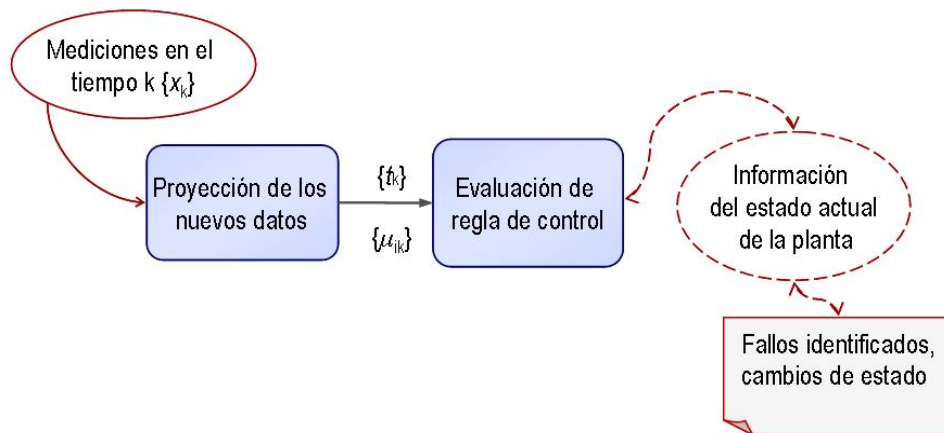 Mediciones en el
tiempo k {xₖ}
Proyección de los
nuevos datos
{tₖ}
{μᵢₖ}
Evaluación de
regla de control
Información
del estado actual
de la planta
Fallos identificados,
cambios de estado